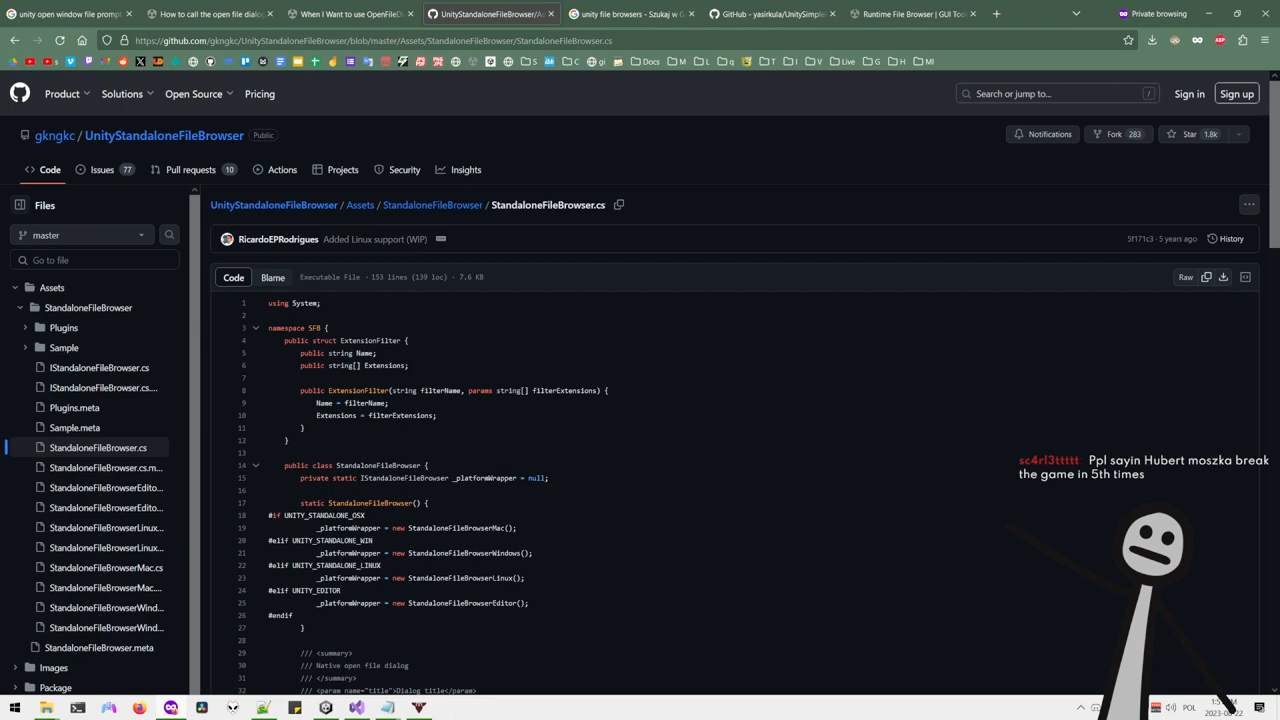 unity open window file prompt
How to call the open file dialog
When I Want to use OpenFileDi
UnityStandaloneFileBrowser/As
unity file browsers - Szukaj w G
GitHub - yasirkula/UnitySimpleF
Runtime File Browser | GUI Tool
Private browsing
https://github.com/gkngkc/UnityStandaloneFileBrowser/blob/master/Assets/StandaloneFileBrowser/StandaloneFileBrowser.cs
S C gi Docs M L q T I V Live G H MI
Product Solutions Open Source Pricing
Search or jump to... /
Sign in Sign up
gkngkc / UnityStandaloneFileBrowser Public
Notifications Fork 283 Star 1.8k
Code Issues 77 Pull requests 10 Actions Projects Security Insights
Files
master
Go to file
Assets
StandaloneFileBrowser
Plugins
Sample
IStandaloneFileBrowser.cs
IStandaloneFileBrowser.cs....
Plugins.meta
Sample.meta
StandaloneFileBrowser.cs
StandaloneFileBrowser.cs.m...
StandaloneFileBrowserEdito...
StandaloneFileBrowserEdito...
StandaloneFileBrowserLinux...
StandaloneFileBrowserLinux...
StandaloneFileBrowserMac.cs
StandaloneFileBrowserMac....
StandaloneFileBrowserWind...
StandaloneFileBrowserWind...
StandaloneFileBrowser.meta
Images
Package
UnityStandaloneFileBrowser / Assets / StandaloneFileBrowser / StandaloneFileBrowser.cs
RicardoEPRodrigues Added Linux support (WIP)
5f171c3 · 5 years ago History
Code Blame Executable File · 153 lines (139 loc) · 7.6 KB
Raw
1 using System;
2
3 namespace SFB {
4 public struct ExtensionFilter {
5 public string Name;
6 public string[] Extensions;
7
8 public ExtensionFilter(string filterName, params string[] filterExtensions) {
9 Name = filterName;
10 Extensions = filterExtensions;
11 }
12 }
13
14 public class StandaloneFileBrowser {
15 private static IStandaloneFileBrowser _platformWrapper = null;
16
17 static StandaloneFileBrowser() {
18 #if UNITY_STANDALONE_OSX
19 _platformWrapper = new StandaloneFileBrowserMac();
20 #elif UNITY_STANDALONE_WIN
21 _platformWrapper = new StandaloneFileBrowserWindows();
22 #elif UNITY_STANDALONE_LINUX
23 _platformWrapper = new StandaloneFileBrowserLinux();
24 #elif UNITY_EDITOR
25 _platformWrapper = new StandaloneFileBrowserEditor();
26 #endif
27 }
28
29 /// <summary>
30 /// Native open file dialog
31 /// </summary>
32 /// <param name="title">Dialog title</param>
sc4rl3ttttt: Ppl sayin Hubert moszka break
the game in 5th times
POL